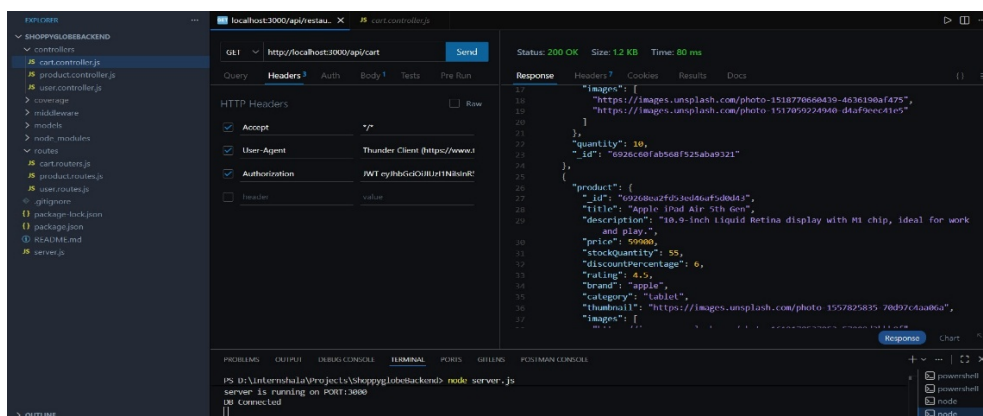 EXPLORER
SHOPPYGLOBEBACKEND
controllers
JS cart.controller.js
JS product.controller.js
JS user.controller.js
coverage
middleware
models
node_modules
routes
JS cart.routers.js
JS product.routes.js
JS user.routes.js
.gitignore
{} package-lock.json
{} package.json
README.md
JS server.js
OUTLINE
localhost:3000/api/restau... X JS cart.controller.js
GET http://localhost:3000/api/cart Send
Query Headers 3 Auth Body 1 Tests Pre Run
HTTP Headers Raw
Accept */*
User-Agent Thunder Client (https://www.t
Authorization
header value
Status: 200 OK Size: 1.2 KB Time: 80 ms
Response Headers 7 Cookies Results Docs {}
17 "images": [
18 "https://images.unsplash.com/photo-1518770660439-4636190af475",
19 "https://images.unsplash.com/photo-1517059224940-d4af9eec41e5"
20 ]
21 },
22 "quantity": 10,
23 "_id": "6926c60fab568f525aba9321"
24 },
25 {
26 "product": {
27 "_id": "69268ea2fd53ed46af5d0d43",
28 "title": "Apple iPad Air 5th Gen",
29 "description": "10.9-inch Liquid Retina display with M1 chip, ideal for work
and play.",
30 "price": 59900,
31 "stockQuantity": 55,
32 "discountPercentage": 6,
33 "rating": 4.5,
34 "brand": "apple",
35 "category": "tablet",
36 "thumbnail": "https://images.unsplash.com/photo-1557825835-70d97c4aa06a",
37 "images": [
Response Chart
PROBLEMS OUTPUT DEBUG CONSOLE TERMINAL PORTS GITLENS POSTMAN CONSOLE
PS D:\Internshala\Projects\ShoppyglobeBackend> node server.js
server is running on PORT:3000
DB Connected
powershell
powershell
node
node